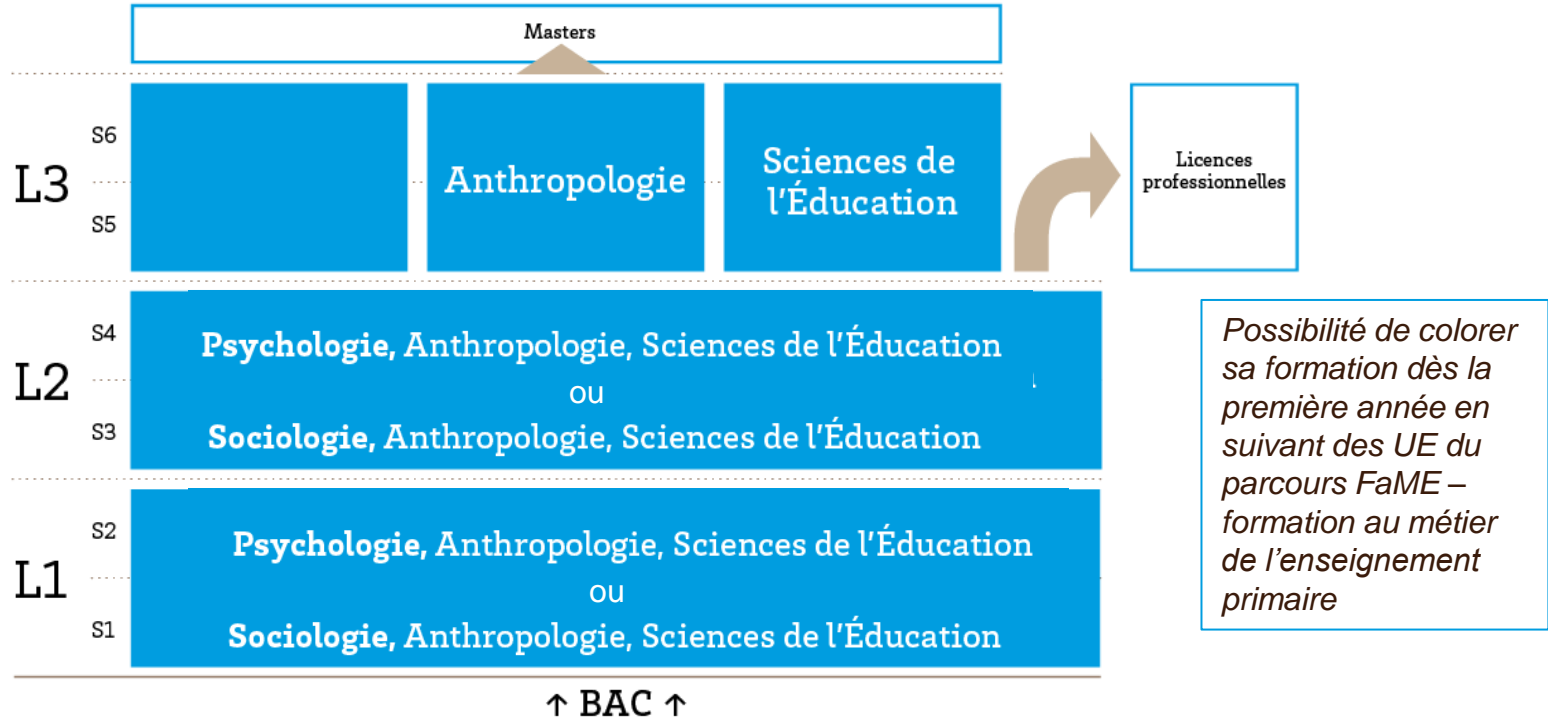 Masters
S6
L3
S5
Anthropologie
Sciences de
l'Éducation
Licences
professionnelles
S4
L2
S3
Psychologie, Anthropologie, Sciences de l'Éducation
ou
Sociologie, Anthropologie, Sciences de l'Éducation
Possibilité de colorer
sa formation dès la
première année en
suivant des UE du
parcours FaME –
formation au métier
de l'enseignement
primaire
S2
L1
S1
Psychologie, Anthropologie, Sciences de l'Éducation
ou
Sociologie, Anthropologie, Sciences de l'Éducation
↑ BAC ↑